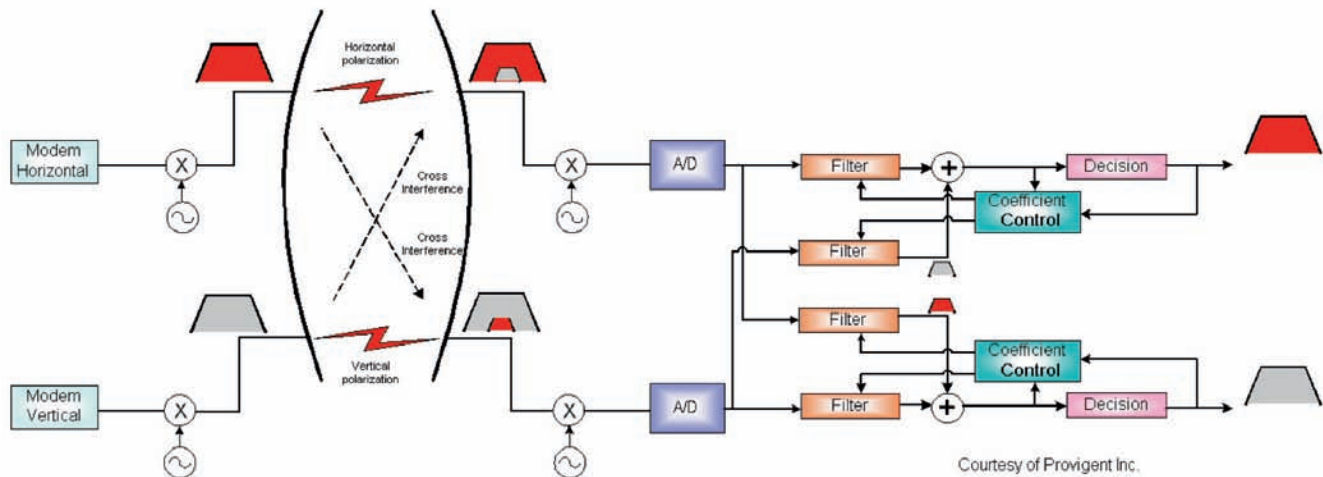 Horizontal
polarization
Modem
Horizontal
X
X
A/D
Filter
+
Decision
Coefficient
Control
Cross
Interference
Cross
Interference
Filter
Filter
Coefficient
Control
Vertical
polarization
Modem
Vertical
X
X
A/D
Filter
+
Decision
Courtesy of Provigent Inc.